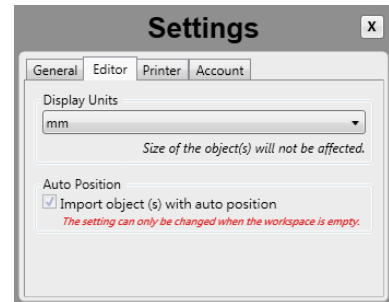 Settings
X
General Editor Printer Account
Display Units
mm
Size of the object(s) will not be affected.
Auto Position
Import object (s) with auto position
The setting can only be changed when the workspace is empty.